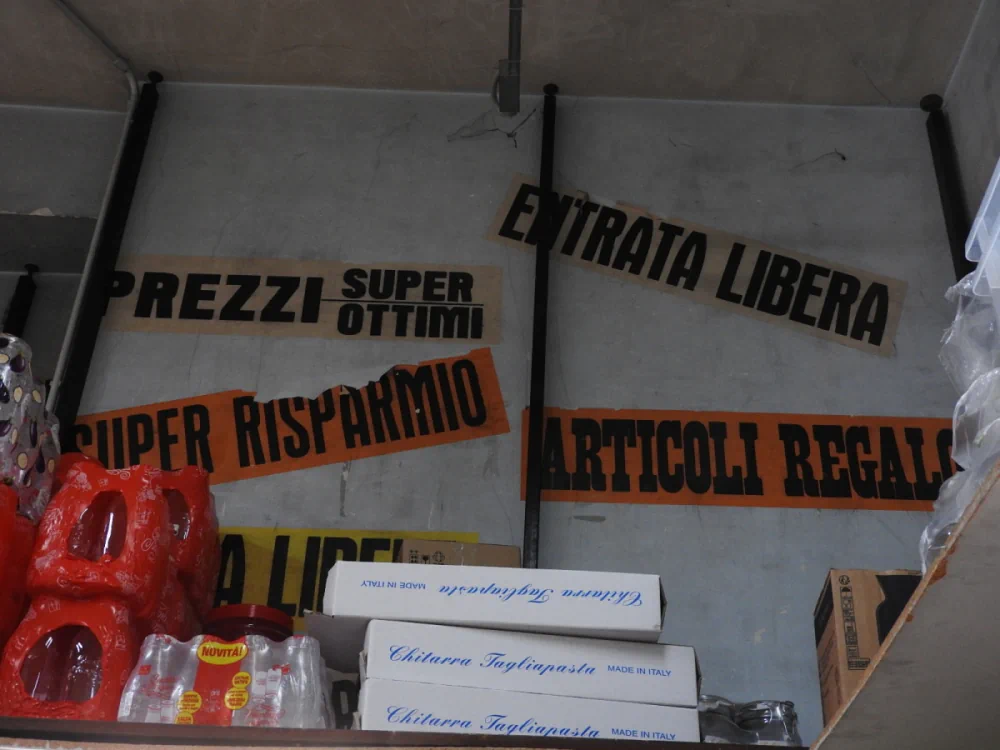 ENTRATA LIBERA
PREZZI SUPER
OTTIMI
SUPER RISPARMIO
ARTICOLI REGALO
A LIBE
Chitarra Tagliapasta MADE IN ITALY
NOVITÀ!
Chitarra Tagliapasta MADE IN ITALY
Chitarra Tagliapasta MADE IN ITALY